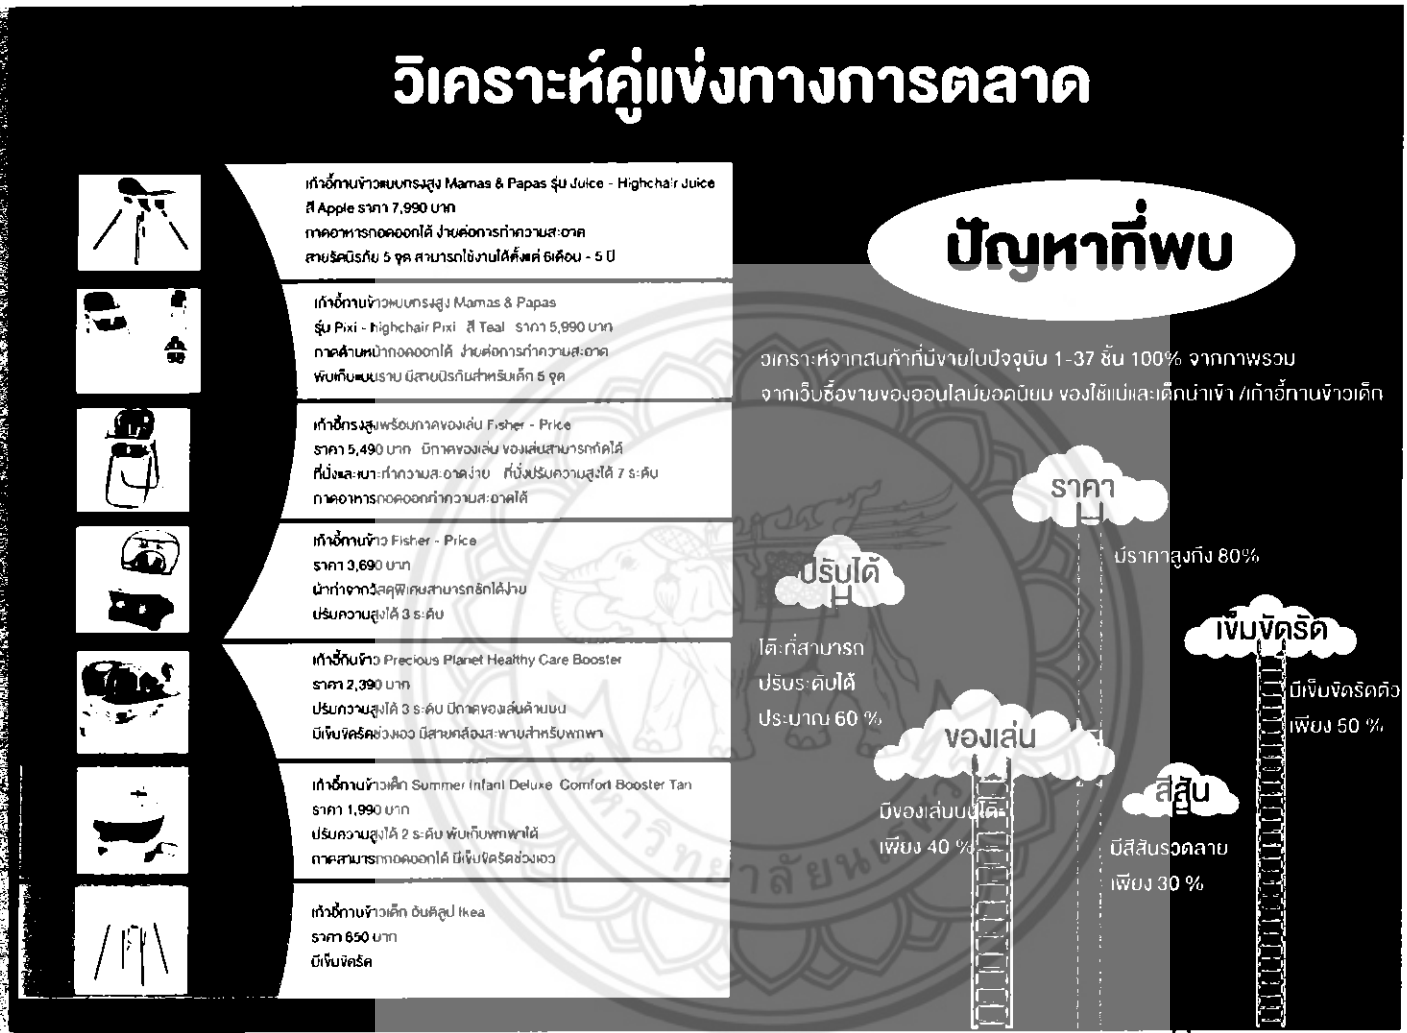 วิเคราะห์คู่แข่งทางการตลาด
เก้าอี้ทานข้าวแบบทรงสูง Mamas & Papas รุ่น Juice - Highchair Juice
สี Apple ราคา 7,990 บาท
ถาดอาหารถอดออกได้ ง่ายต่อการทำความสะอาด
สายรัดนิรภัย 5 จุด สามารถใช้งานได้ตั้งแต่ 6เดือน - 5 ปี
เก้าอี้ทานข้าวแบบทรงสูง Mamas & Papas
รุ่น Pixi - highchair Pixi สี Teal ราคา 5,990 บาท
ถาดด้านหน้าถอดออกได้ ง่ายต่อการทำความสะอาด
พับเก็บแบนราบ มีสายนิรภันสำหรับเด็ก 5 จุด
เก้าอี้ทรงสูงพร้อมถาดของเล่น Fisher - Price
ราคา 5,490 บาท มีถาดของเล่น ของเล่นสามารถกัดได้
ที่นั่งและเบาะทำความสะอาดง่าย ที่นั่งปรับความสูงได้ 7 ระดับ
ถาดอาหารถอดออกทำความสะอาดได้
เก้าอี้ทานข้าว Fisher - Price
ราคา 3,690 บาท
ผ้าทำจากวัสดุพิเศษสามารถซักได้ง่าย
ปรับความสูงได้ 3 ระดับ
เก้าอี้กินข้าว Precious Planet Healthy Care Booster
ราคา 2,390 บาท
ปรับความสูงได้ 3 ระดับ มีถาดของเล่นด้านบน
มีเข็มขัดรัดช่วงเอว มีสายคล้องสะพายสำหรับพกพา
เก้าอี้ทานข้าวเด็ก Summer Infant Deluxe Comfort Booster Tan
ราคา 1,990 บาท
ปรับความสูงได้ 2 ระดับ พับเก็บพกพาได้
ถาดสามารถถอดออกได้ มีเข็มขัดรัดช่วงเอว
เก้าอี้ทานข้าวเด็ก อันติลูป Ikea
ราคา 650 บาท
มีเข็มขัดรัด
ปัญหาที่พบ
วิเคราะห์จากสินค้าที่มีขายในปัจจุบัน 1-37 ชิ้น 100% จากภาพรวม
จากเว็บซื้อขายของออนไลน์ยอดนิยม ของใช้แม่และเด็กนำเข้า /เก้าอี้ทานข้าวเด็ก
ราคา
มีราคาสูงถึง 80%
ปรับได้
โต๊ะที่สามารถ
ปรับระดับได้
ประมาณ 60 %
เข็มขัดรัด
มีเข็มขัดรัดตัว
เพียง 50 %
ของเล่น
มีของเล่นบนโต๊ะ
เพียง 40 %
สีสัน
มีสีสันรวดลาย
เพียง 30 %
มหาวิทยาลัยนเรศวร